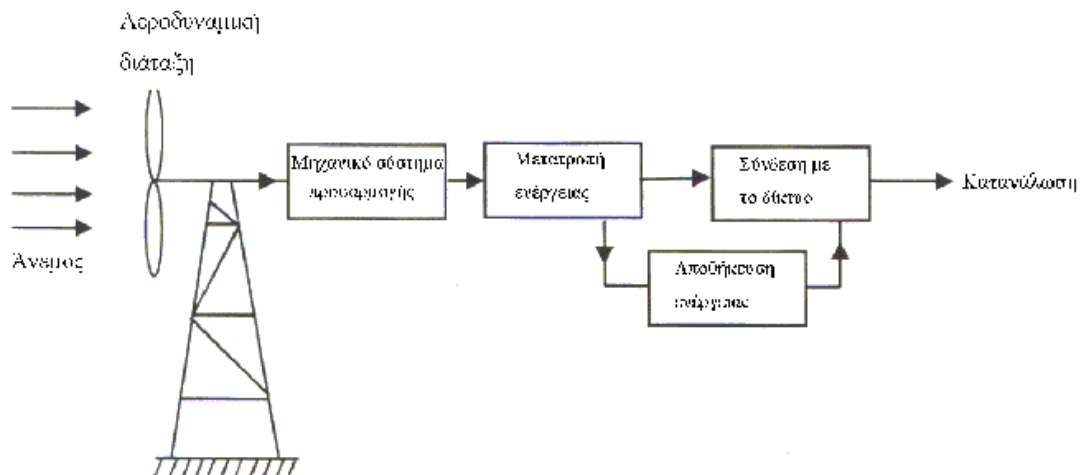 Αεροδυναμική
διάταξη
Μηχανικό σύστημα
προσαρμογής
Μετατροπή
ενέργειας
Σύνδεση με
το δίκτυο
Κατανάλωση
Άνεμος
Αποθήκευση
ενέργειας